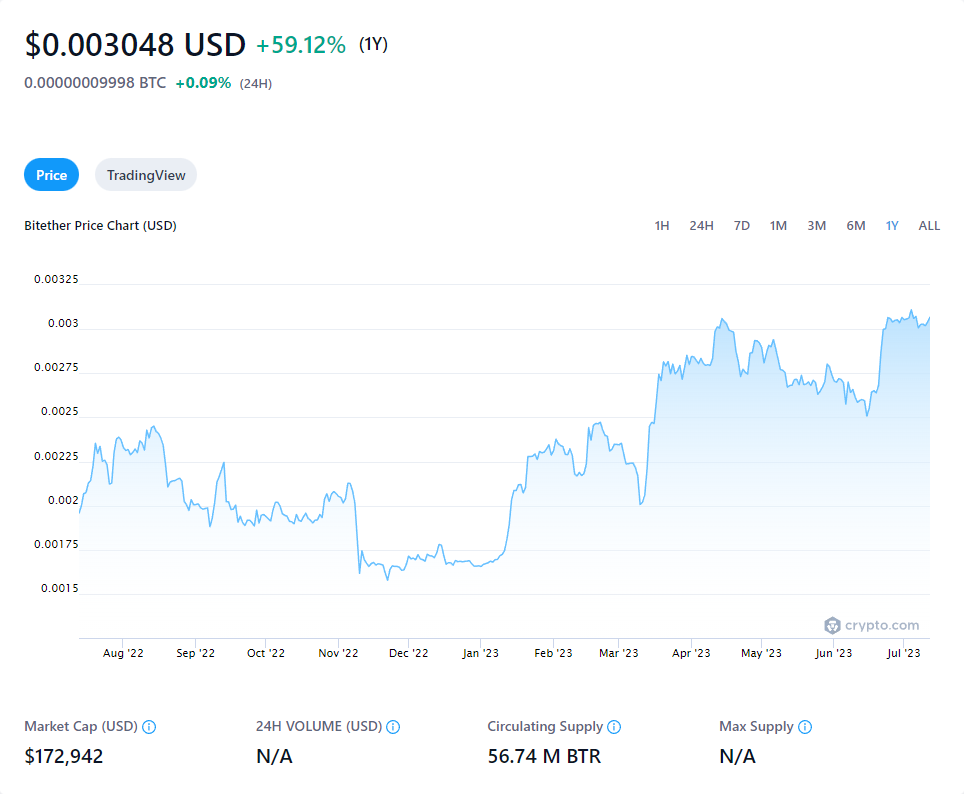 $0.003048 USD +59.12% (1Y)
0.00000009998 BTC +0.09% (24H)
Price TradingView
Bitether Price Chart (USD) 1H 24H 7D 1M 3M 6M 1Y ALL
0.00325
0.003
0.00275
0.0025
0.00225
0.002
0.00175
0.0015
crypto.com
Aug '22 Sep '22 Oct '22 Nov '22 Dec '22 Jan '23 Feb '23 Mar '23 Apr '23 May '23 Jun '23 Jul '23
Market Cap (USD) 24H VOLUME (USD) Circulating Supply Max Supply
$172,942 N/A 56.74 M BTR N/A